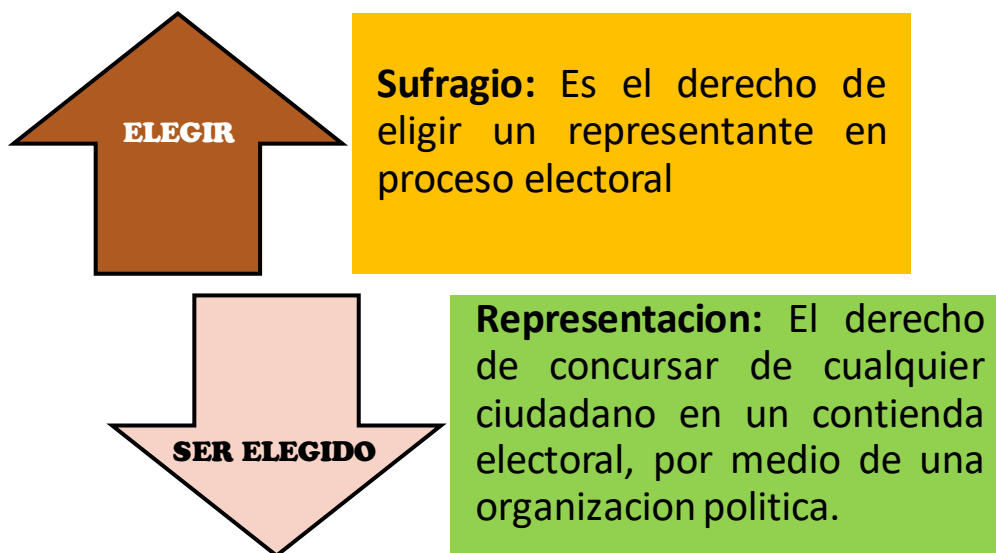 ELEGIR
Sufragio: Es el derecho de
eligir un representante en
proceso electoral
SER ELEGIDO
Representacion: El derecho
de concursar de cualquier
ciudadano en un contienda
electoral, por medio de una
organizacion politica.